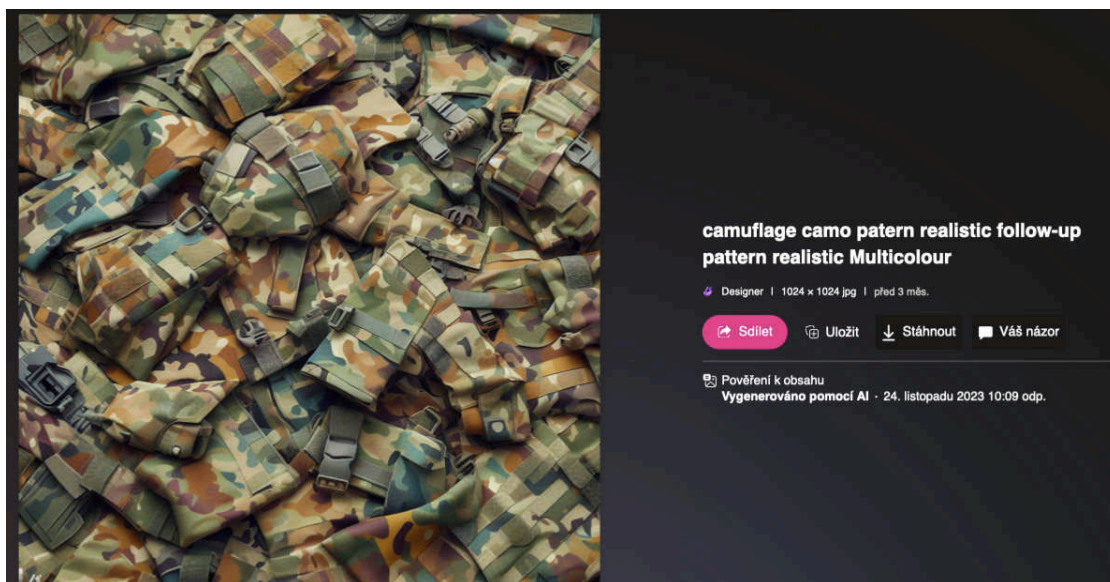 camuflage camo patern realistic follow-up
pattern realistic Multicolour
Designer | 1024 × 1024 jpg | před 3 měs.
Sdílet Uložit Stáhnout Váš názor
Pověření k obsahu
Vygenerováno pomocí AI · 24. listopadu 2023 10:09 odp.